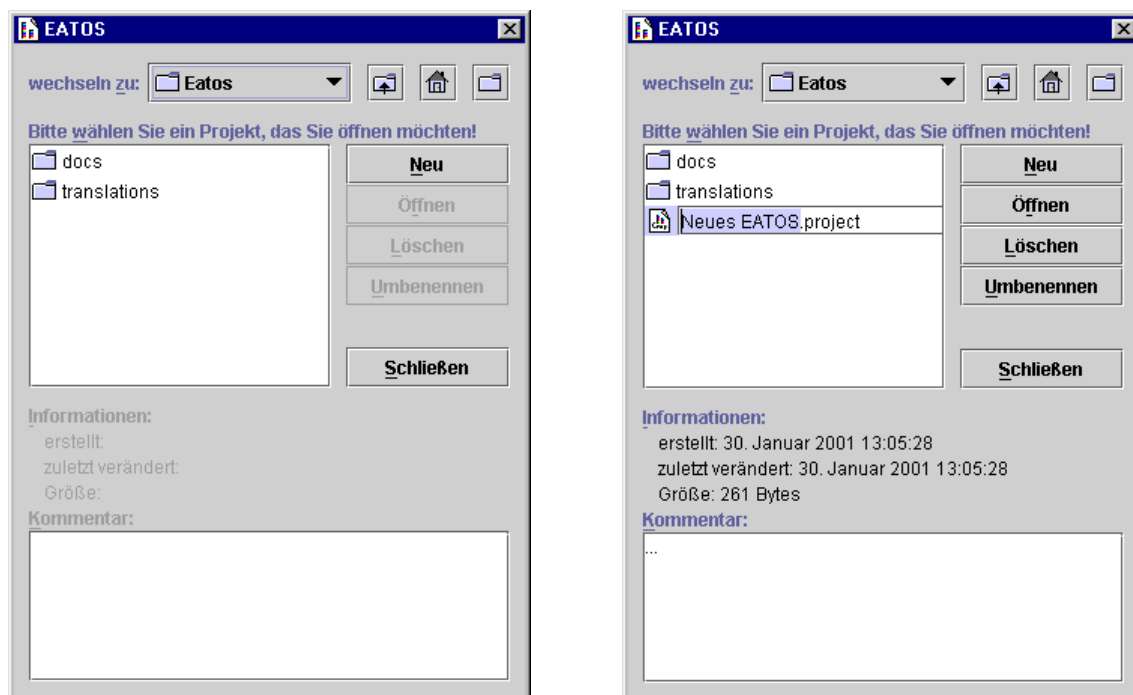 EATOS
wechseln zu: Eatos
Bitte wählen Sie ein Projekt, das Sie öffnen möchten!
docs
translations
Neu
Öffnen
Löschen
Umbenennen
Schließen
Informationen:
erstellt:
zuletzt verändert:
Größe:
Kommentar:
EATOS
wechseln zu: Eatos
Bitte wählen Sie ein Projekt, das Sie öffnen möchten!
docs
translations
Neues EATOS.project
Neu
Öffnen
Löschen
Umbenennen
Schließen
Informationen:
erstellt: 30. Januar 2001 13:05:28
zuletzt verändert: 30. Januar 2001 13:05:28
Größe: 261 Bytes
Kommentar:
...